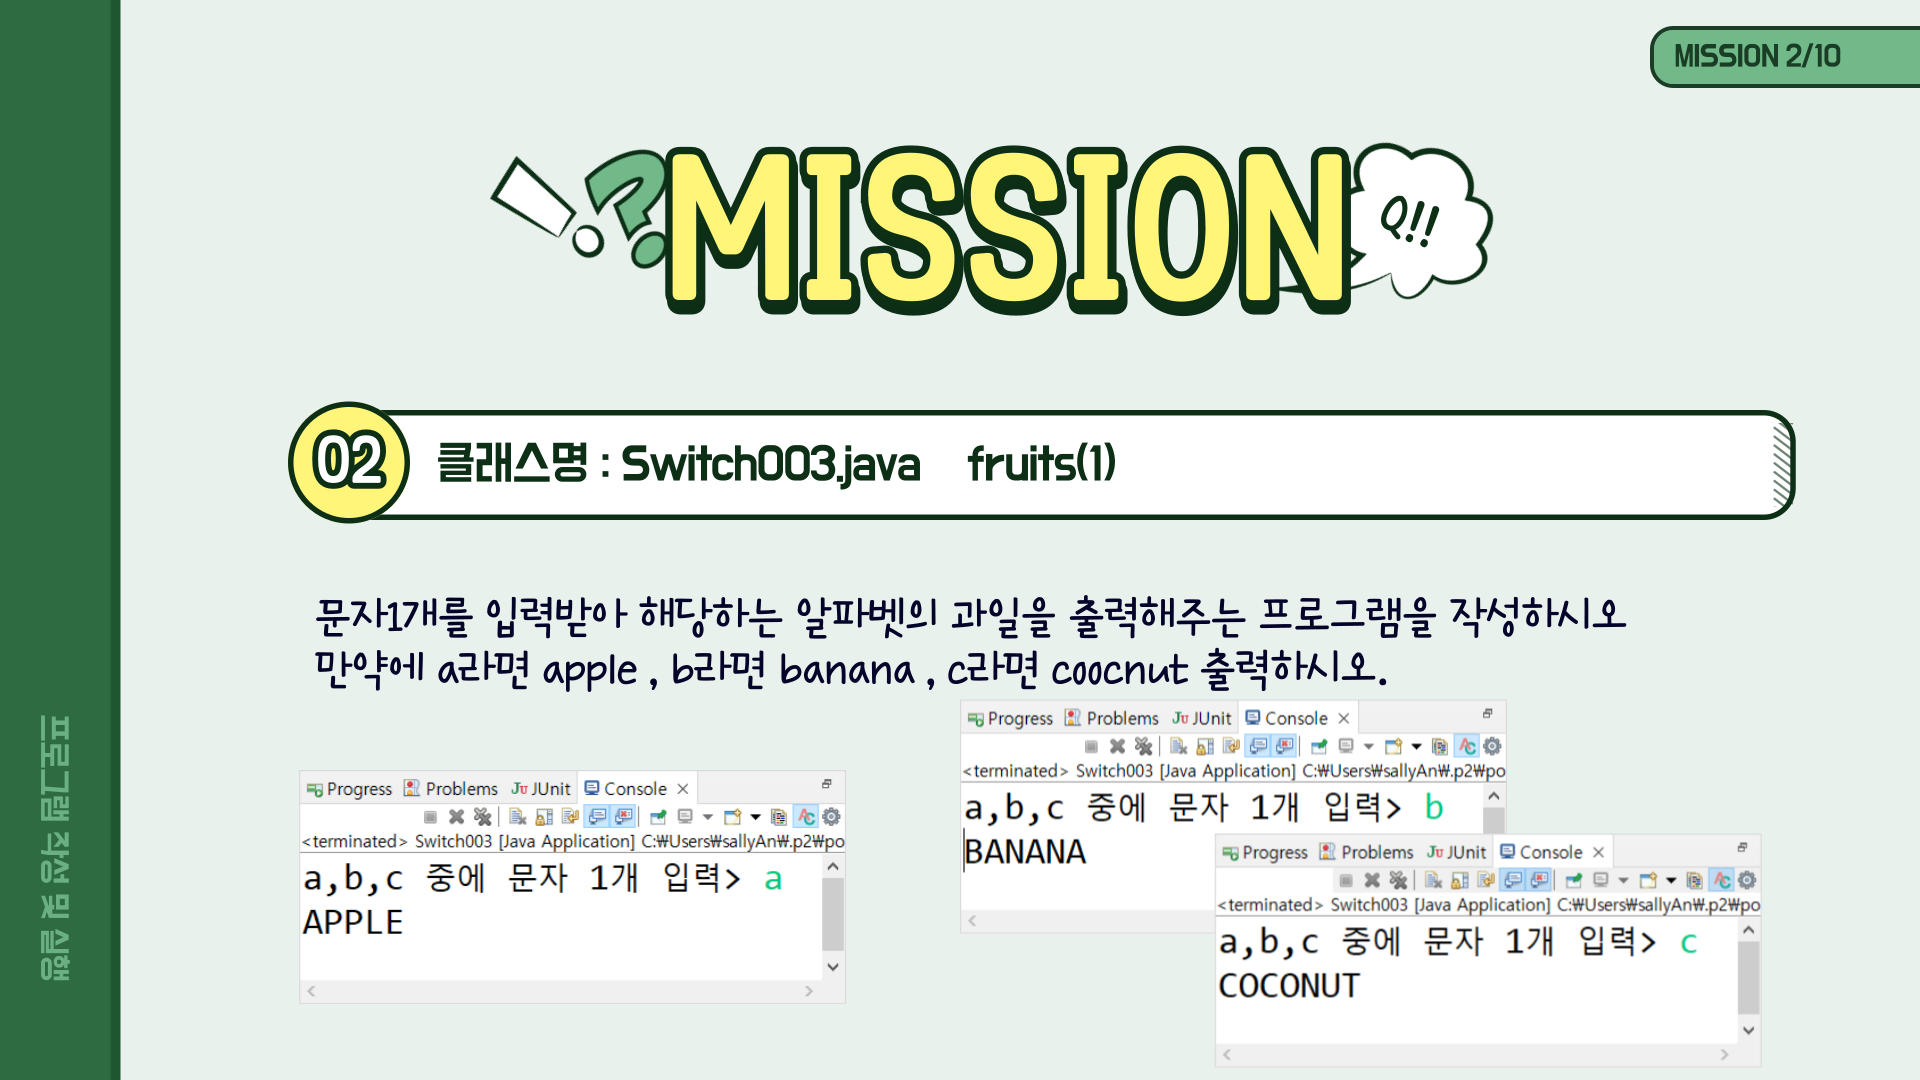 MISSION 2/10
MISSION
Q!!
02 클래스명 : Switch003.java fruits(1)
문자1개를 입력받아 해당하는 알파벳의 과일을 출력해주는 프로그램을 작성하시오
만약에 a라면 apple , b라면 banana , c라면 coocnut 출력하시오.
Progress Problems JUnit Console
<terminated> Switch003 [Java Application] C:₩Users₩sallyAn₩.p2₩po
a,b,c 중에 문자 1개 입력> a
APPLE
Progress Problems JUnit Console
<terminated> Switch003 [Java Application] C:₩Users₩sallyAn₩.p2₩po
a,b,c 중에 문자 1개 입력> b
BANANA
Progress Problems JUnit Console
<terminated> Switch003 [Java Application] C:₩Users₩sallyAn₩.p2₩po
a,b,c 중에 문자 1개 입력> c
COCONUT
프로그램 작성 및 실행